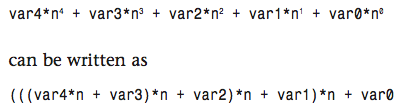 var4*n⁴ + var3*n³ + var2*n² + var1*n¹ + var0*n⁰
can be written as
(((var4*n + var3)*n + var2)*n + var1)*n + var0